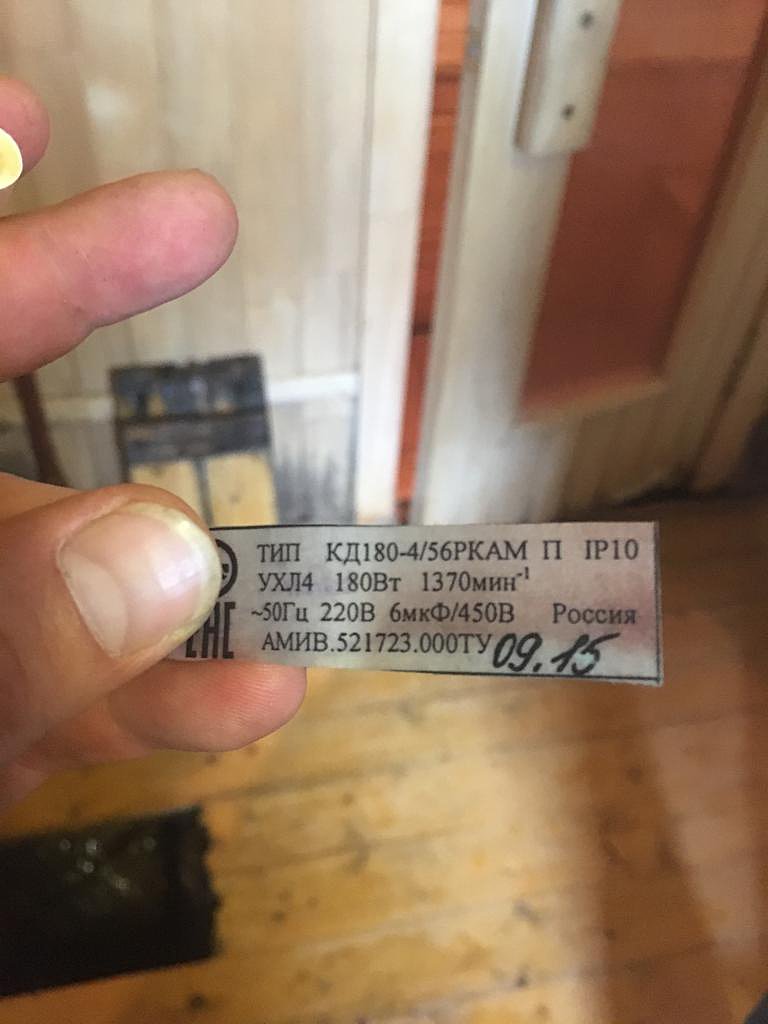 ТИП КД180-4/56РКАМ П IP10
УХЛ4 180Вт 1370мин⁻¹
~50Гц 220В 6мкФ/450В Россия
EAC АМИВ.521723.000ТУ 09.15